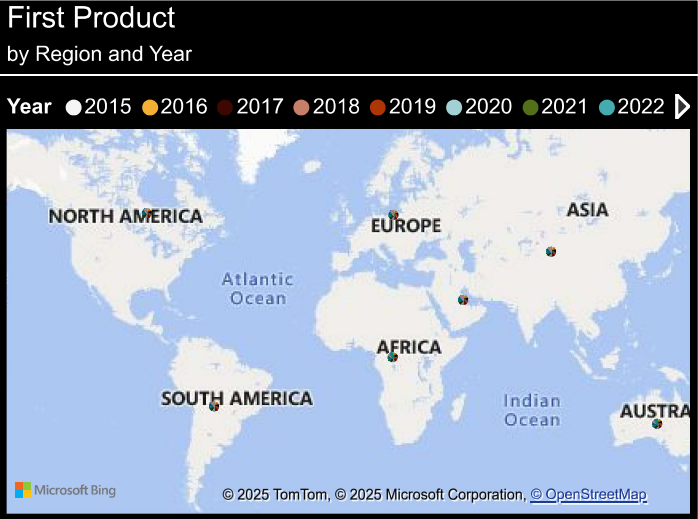 First Product
by Region and Year
Year 2015 2016 2017 2018 2019 2020 2021 2022
NORTH AMERICA
EUROPE
ASIA
Atlantic
Ocean
AFRICA
SOUTH AMERICA
Indian
Ocean
AUSTRA
Microsoft Bing
© 2025 TomTom, © 2025 Microsoft Corporation, © OpenStreetMap